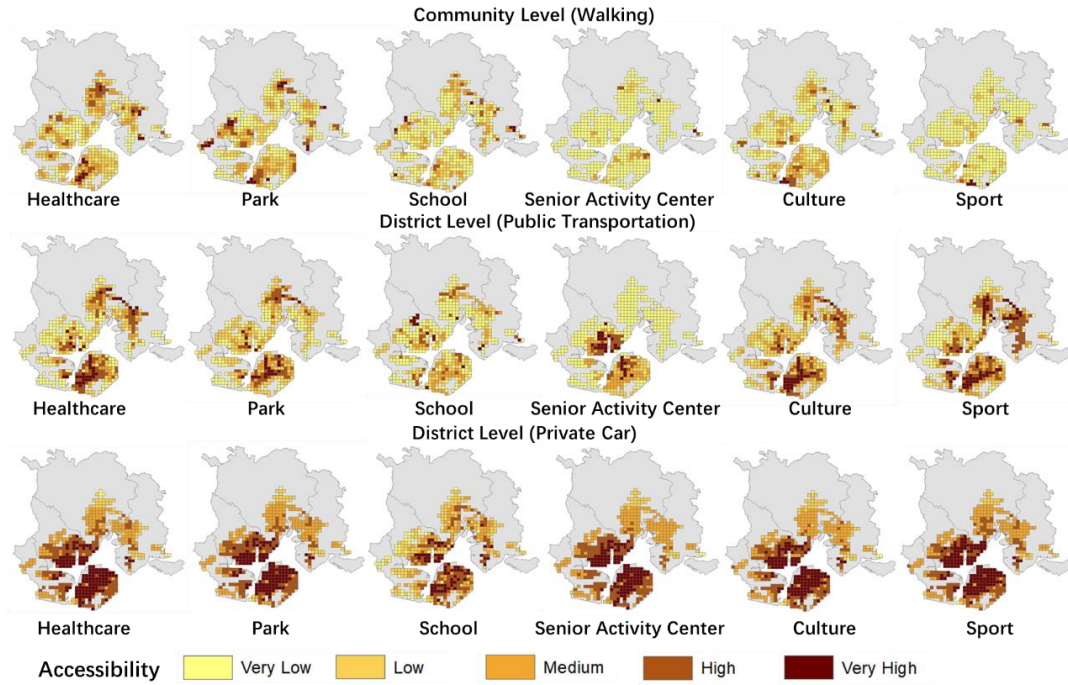 Community Level (Walking)
Healthcare Park School Senior Activity Center Culture Sport
District Level (Public Transportation)
Healthcare Park School Senior Activity Center Culture Sport
District Level (Private Car)
Healthcare Park School Senior Activity Center Culture Sport
Accessibility Very Low Low Medium High Very High